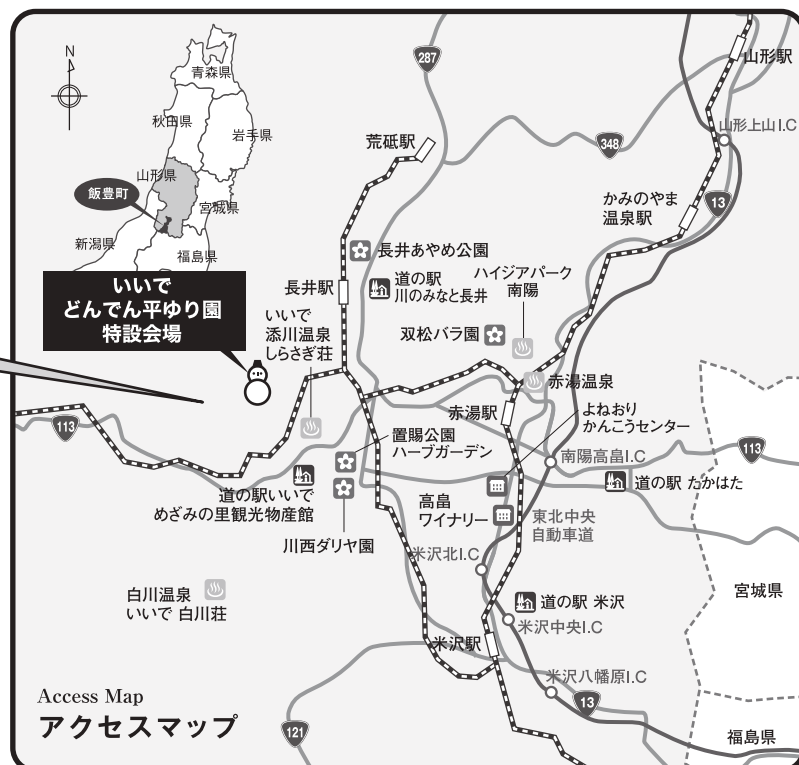 N
青森県
秋田県
岩手県
山形県
飯豊町
宮城県
新潟県
福島県
いいで
どんでん平ゆり園
特設会場
287
荒砥駅
348
山形駅
山形上山I.C
13
かみのやま
温泉駅
長井あやめ公園
長井駅
道の駅
川のみなと長井
ハイジアパーク
南陽
双松バラ園
いいで
添川温泉
しらさぎ荘
赤湯温泉
赤湯駅
よねおり
かんこうセンター
113
置賜公園
ハーブガーデン
南陽高畠I.C
113
道の駅 たかはた
道の駅いいで
めざみの里観光物産館
高畠
ワイナリー
東北中央
自動車道
川西ダリヤ園
米沢北I.C
白川温泉
いいで 白川荘
道の駅 米沢
米沢中央I.C
宮城県
米沢駅
米沢八幡原I.C
13
Access Map
アクセスマップ
121
福島県